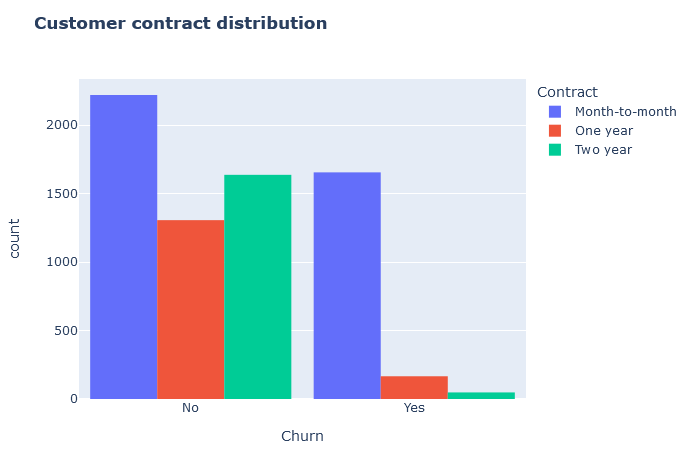 Customer contract distribution
Contract
Month-to-month
One year
Two year
count
2000
1500
1000
500
0
No
Yes
Churn